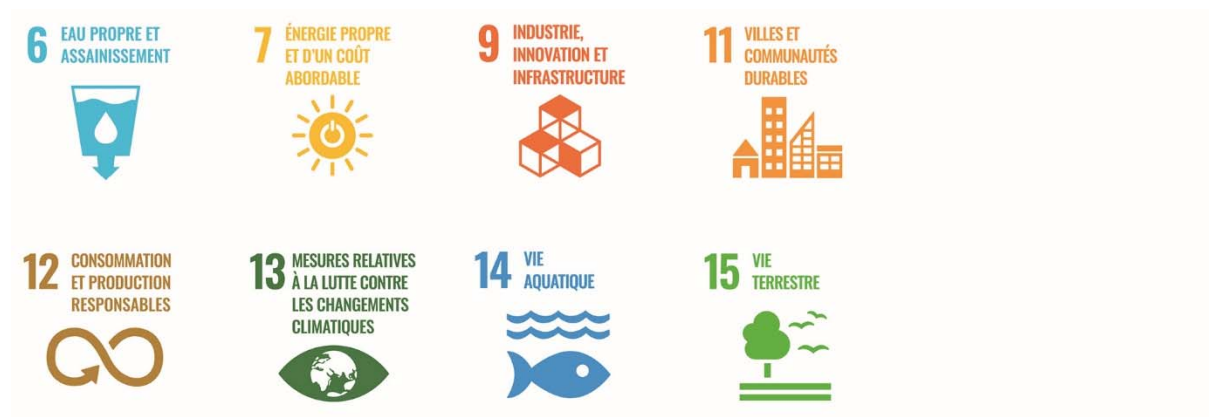 6 EAU PROPRE ET
ASSAINISSEMENT
7 ÉNERGIE PROPRE
ET D'UN COÛT
ABORDABLE
9 INDUSTRIE,
INNOVATION ET
INFRASTRUCTURE
11 VILLES ET
COMMUNAUTÉS
DURABLES
12 CONSOMMATION
ET PRODUCTION
RESPONSABLES
13 MESURES RELATIVES
À LA LUTTE CONTRE
LES CHANGEMENTS
CLIMATIQUES
14 VIE
AQUATIQUE
15 VIE
TERRESTRE